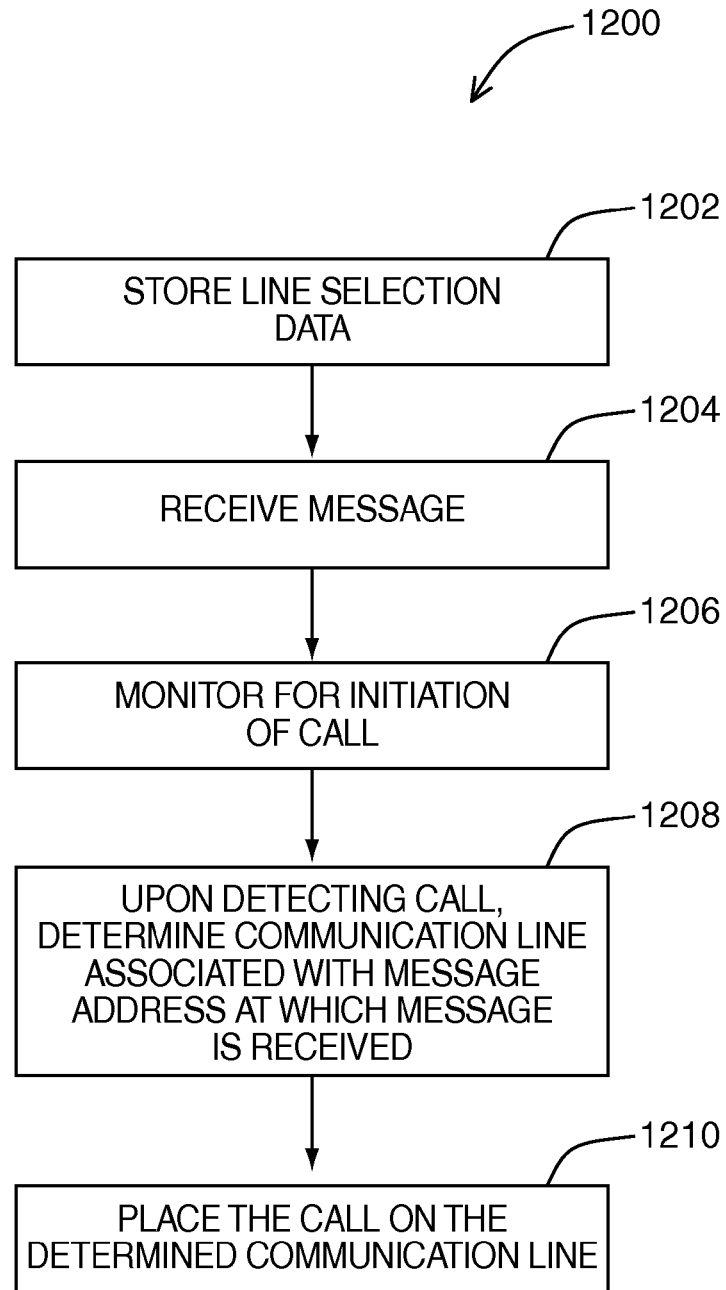 1200
1202
STORE LINE SELECTION
DATA
1204
RECEIVE MESSAGE
1206
MONITOR FOR INITIATION
OF CALL
1208
UPON DETECTING CALL,
DETERMINE COMMUNICATION LINE
ASSOCIATED WITH MESSAGE
ADDRESS AT WHICH MESSAGE
IS RECEIVED
1210
PLACE THE CALL ON THE
DETERMINED COMMUNICATION LINE